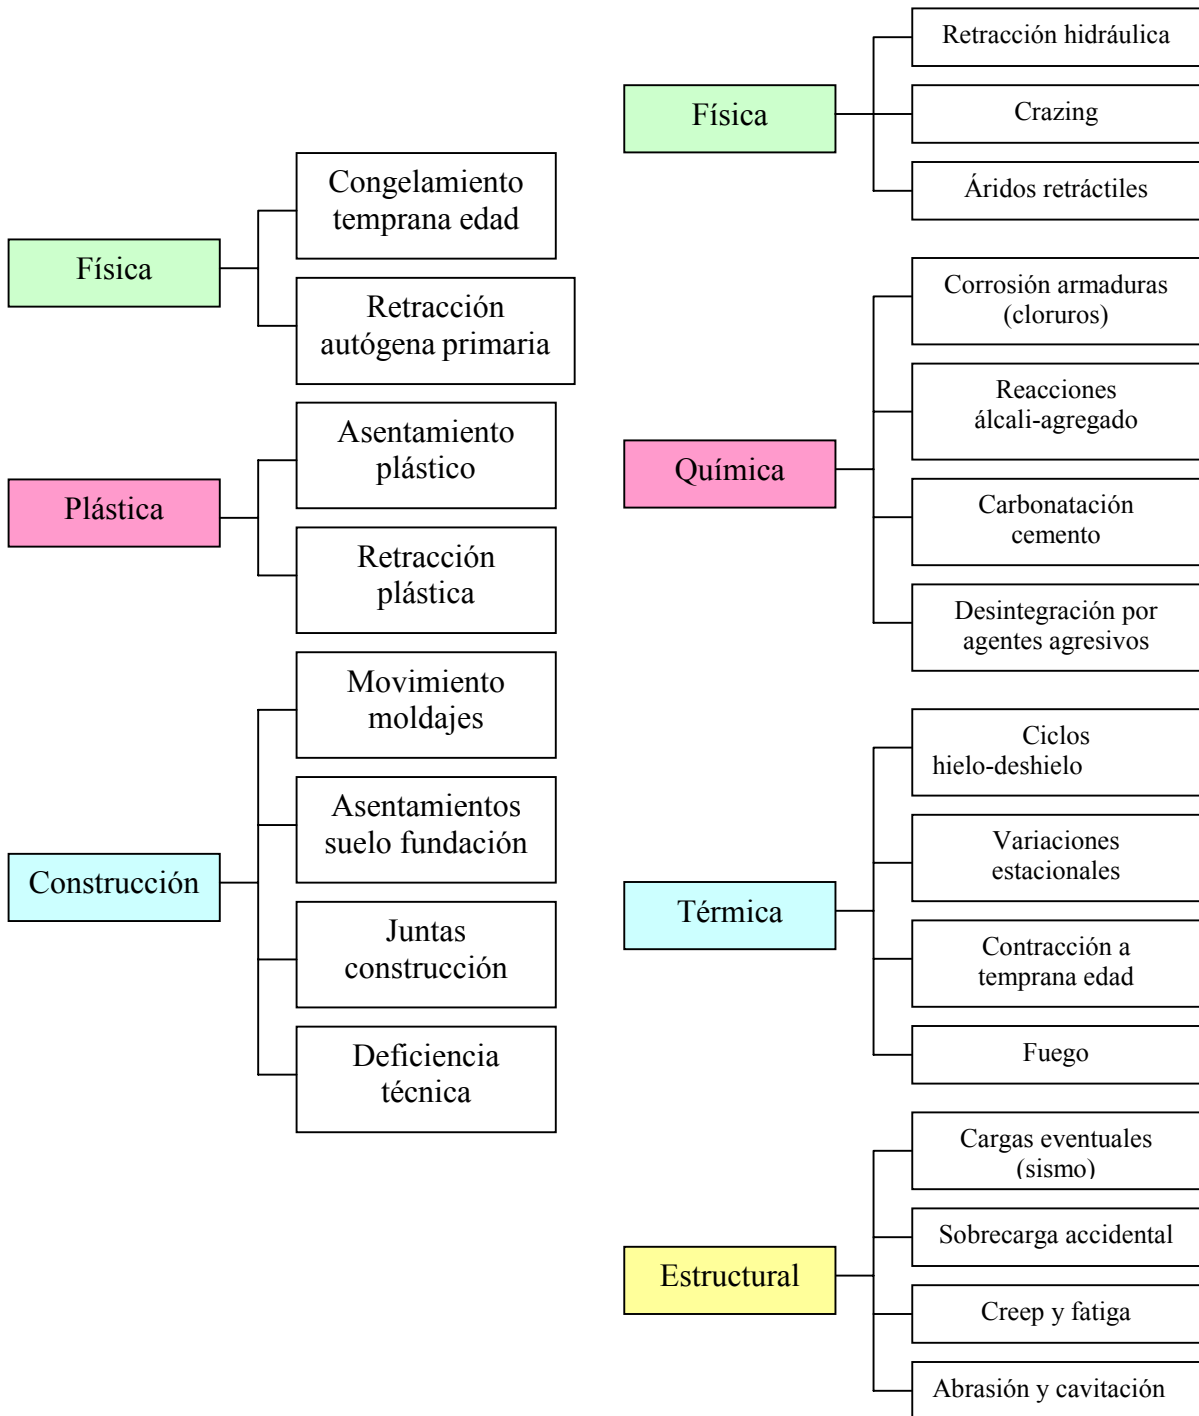 Física
Congelamiento
temprana edad
Retracción
autógena primaria
Plástica
Asentamiento
plástico
Retracción
plástica
Construcción
Movimiento
moldajes
Asentamientos
suelo fundación
Juntas
construcción
Deficiencia
técnica
Física
Retracción hidráulica
Crazing
Áridos retráctiles
Química
Corrosión armaduras
(cloruros)
Reacciones
álcali-agregado
Carbonatación
cemento
Desintegración por
agentes agresivos
Térmica
Ciclos
hielo-deshielo
Variaciones
estacionales
Contracción a
temprana edad
Fuego
Estructural
Cargas eventuales
(sismo)
Sobrecarga accidental
Creep y fatiga
Abrasión y cavitación